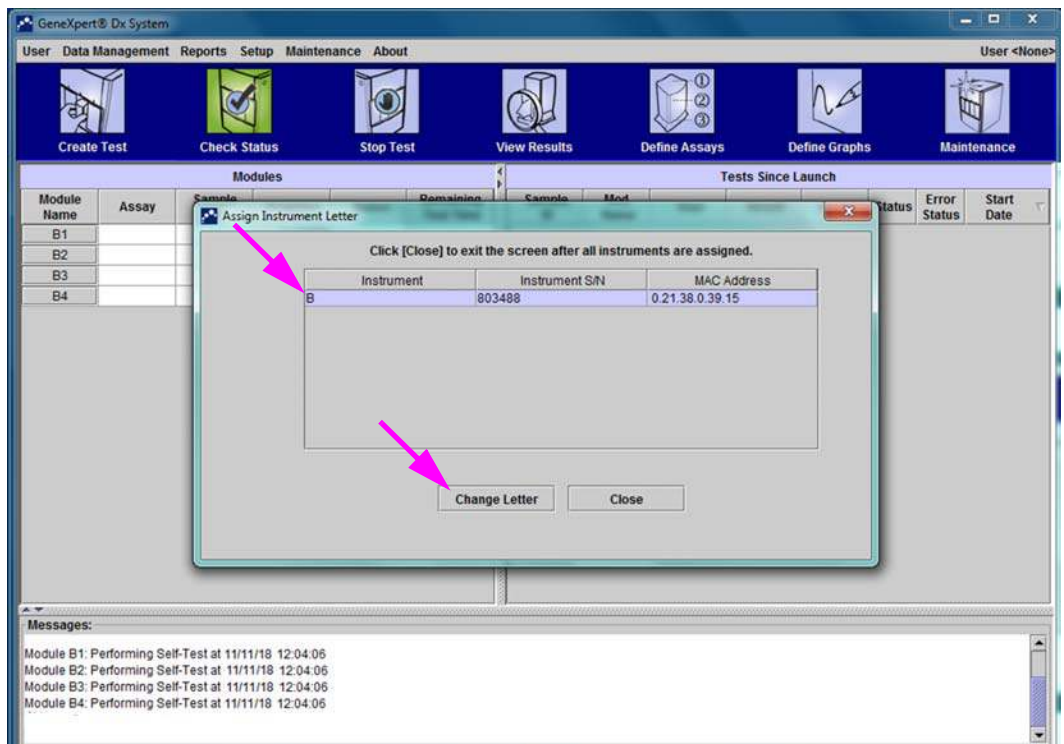 GeneXpert® Dx System
User Data Management Reports Setup Maintenance About User <None>
Create Test Check Status Stop Test View Results Define Assays Define Graphs Maintenance
Modules Tests Since Launch
Module Name Assay Sample Remaining Sample Mod Status Error Status Start Date
B1
B2
B3
B4
Assign Instrument Letter
Click [Close] to exit the screen after all instruments are assigned.
Instrument Instrument S/N MAC Address
B 803488 0.21.38.0.39.15
Change Letter Close
Messages:
Module B1: Performing Self-Test at 11/11/18 12:04:06
Module B2: Performing Self-Test at 11/11/18 12:04:06
Module B3: Performing Self-Test at 11/11/18 12:04:06
Module B4: Performing Self-Test at 11/11/18 12:04:06